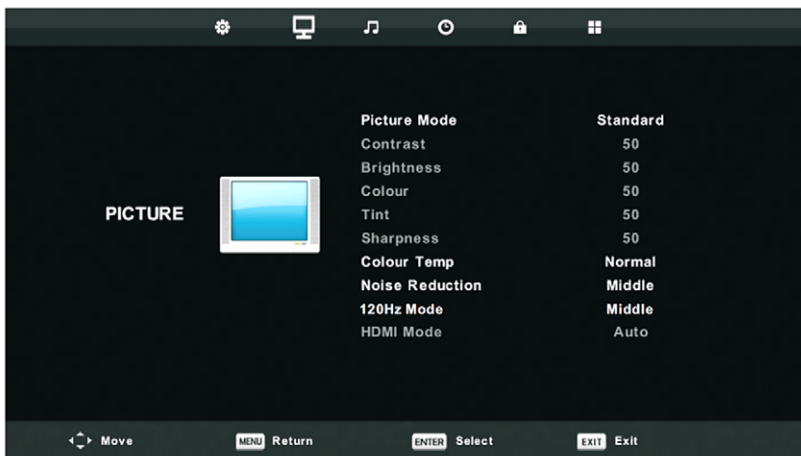 Picture Mode Standard
Contrast 50
Brightness 50
Colour 50
PICTURE
Tint 50
Sharpness 50
Colour Temp Normal
Noise Reduction Middle
120Hz Mode Middle
HDMI Mode Auto
Move MENU Return ENTER Select EXIT Exit